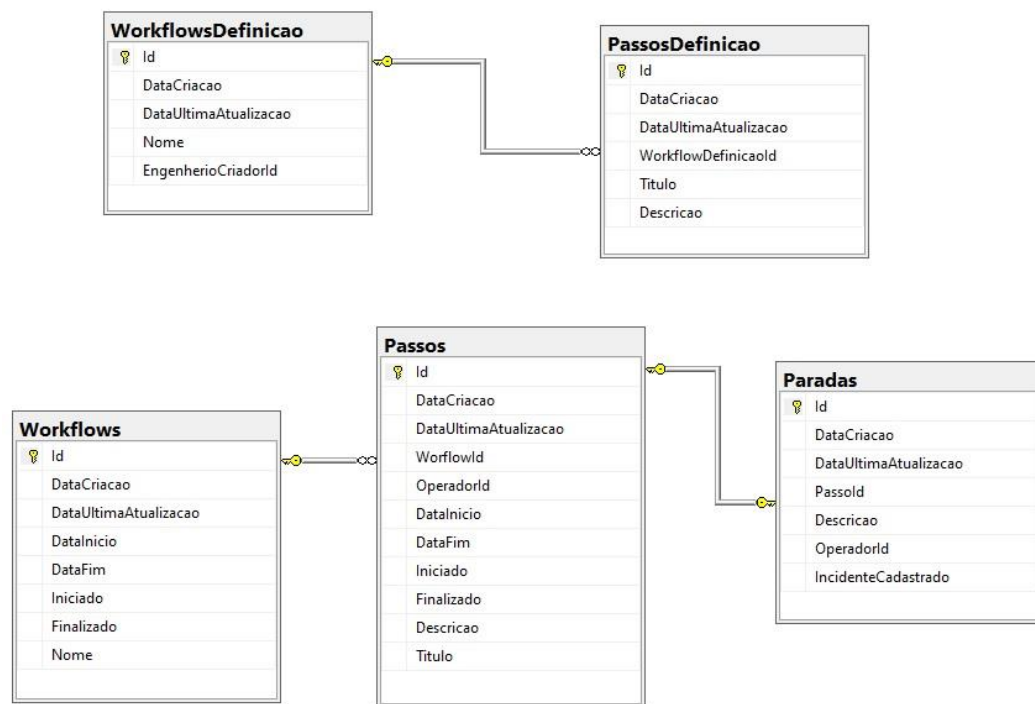 WorkflowsDefinicao
Id
DataCriacao
DataUltimaAtualizacao
Nome
EngenherioCriadorId
PassosDefinicao
Id
DataCriacao
DataUltimaAtualizacao
WorkflowDefinicaoId
Titulo
Descricao
Workflows
Id
DataCriacao
DataUltimaAtualizacao
DataInicio
DataFim
Iniciado
Finalizado
Nome
Passos
Id
DataCriacao
DataUltimaAtualizacao
WorflowId
OperadorId
DataInicio
DataFim
Iniciado
Finalizado
Descricao
Titulo
Paradas
Id
DataCriacao
DataUltimaAtualizacao
PassoId
Descricao
OperadorId
IncidenteCadastrado